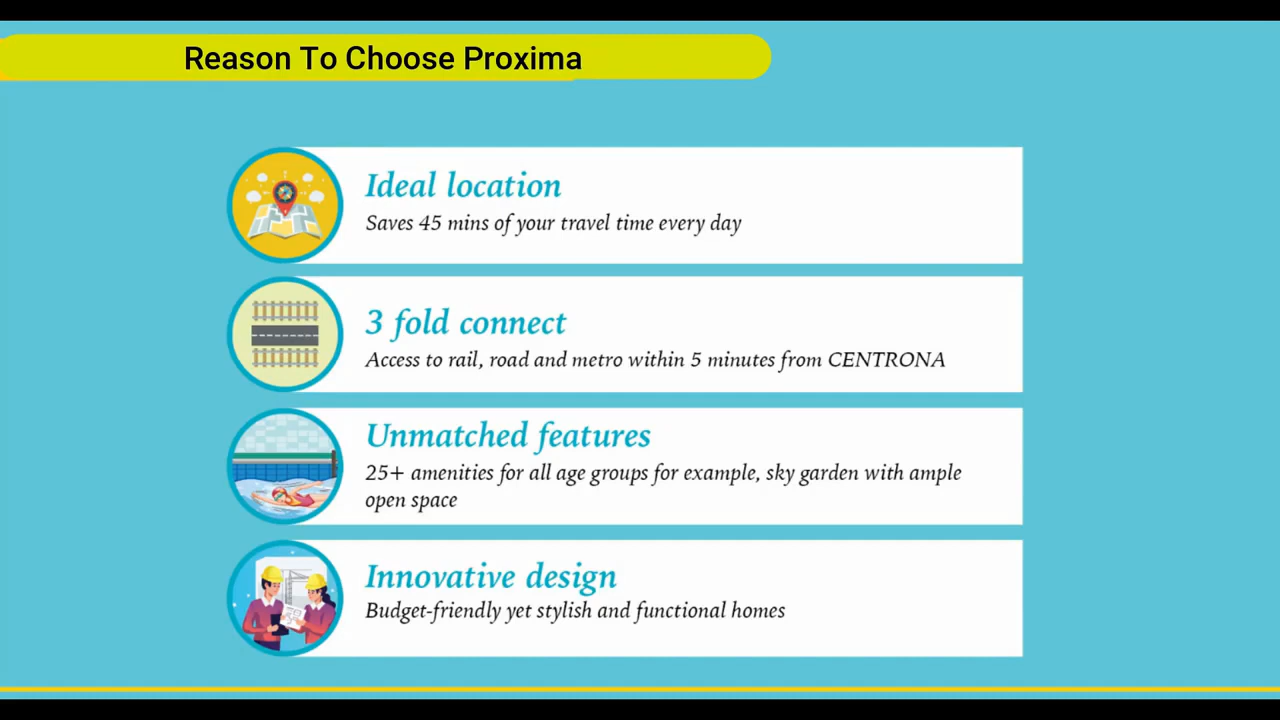 Reason To Choose Proxima
Ideal location
Saves 45 mins of your travel time every day
3 fold connect
Access to rail, road and metro within 5 minutes from CENTRONA
Unmatched features
25+ amenities for all age groups for example, sky garden with ample
open space
Innovative design
Budget-friendly yet stylish and functional homes